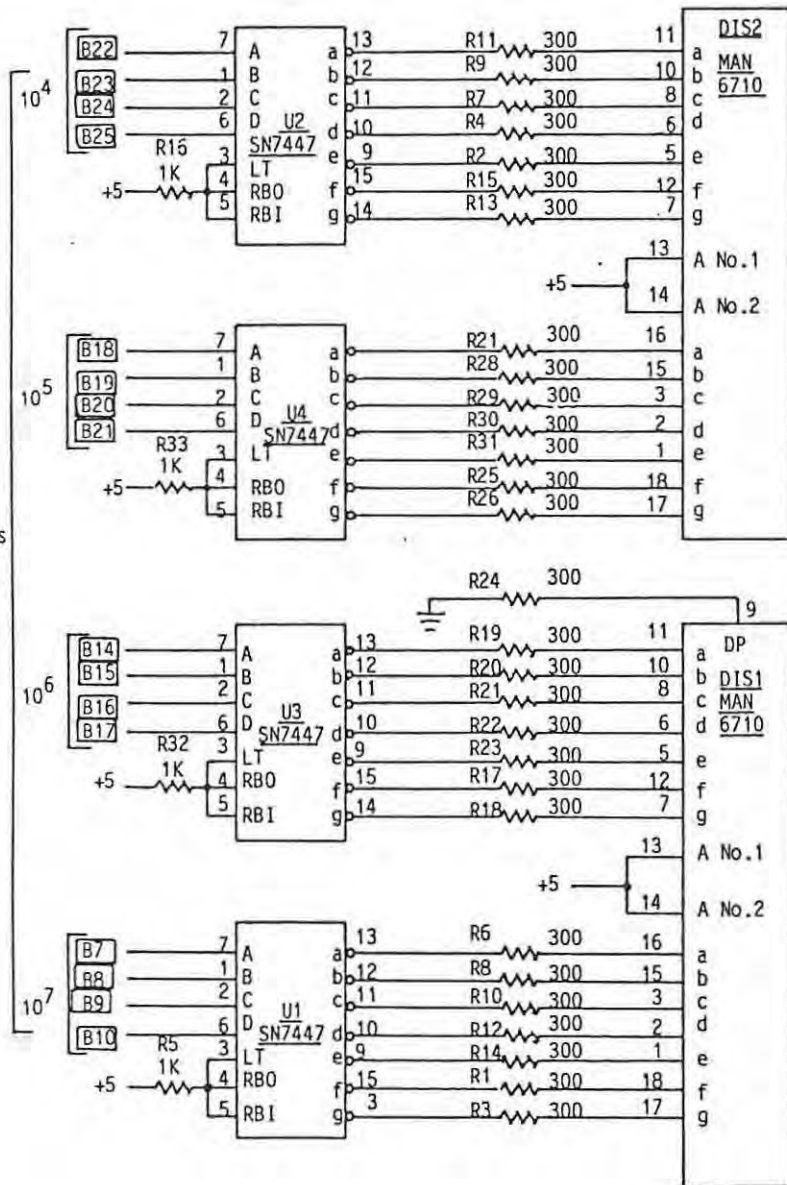 B22 7 A a 13 R11 300 11 a DIS2
B23 1 B b 12 R9 300 10 b MAN
10⁴ B24 2 C c 11 R7 300 8 c 6710
B25 6 D U2 d 10 R4 300 6 d
R16 3 LT SN7447 e 9 R2 300 5 e
+5 1K 4 RBO f 15 R15 300 12 f
5 RBI g 14 R13 300 7 g
13 A No.1
+5
14 A No.2
B18 7 A a R21 300 16 a
B19 1 B b R28 300 15 b
10⁵ B20 2 C c R29 300 3 c
B21 6 D U4 d R30 300 2 d
R33 3 LT SN7447 e R31 300 1 e
+5 1K 4 RBO f R25 300 18 f
5 RBI g R26 300 17 g
S
R24 300 9
B14 7 A a 13 R19 300 11 a DP
B15 1 B b 12 R20 300 10 b DIS1
10⁶ B16 2 C c 11 R21 300 8 c MAN
B17 6 D U3 d 10 R22 300 6 d 6710
R32 3 LT SN7447 e 9 R23 300 5 e
+5 1K 4 RBO f 15 R17 300 12 f
5 RBI g 14 R18 300 7 g
13 A No.1
+5
14 A No.2
B7 7 A a 13 R6 300 16 a
B8 1 B b 12 R8 300 15 b
10⁷ B9 2 C c 11 R10 300 3 c
B10 6 D U1 d 10 R12 300 2 d
R5 3 LT SN7447 e 9 R14 300 1 e
+5 1K 4 RBO f 15 R1 300 18 f
5 RBI g 3 R3 300 17 g